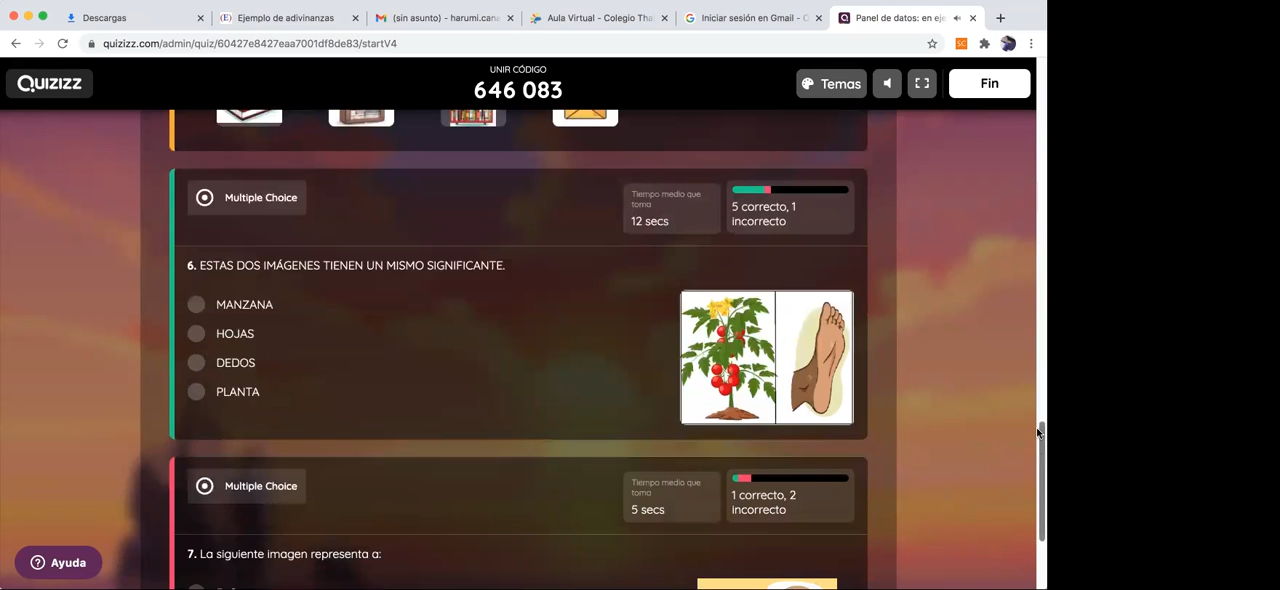 Descargas
Ejemplo de adivinanzas
(sin asunto) - harumi.cana
Aula Virtual - Colegio Tha
Iniciar sesión en Gmail - C
Panel de datos: en eje
quizizz.com/admin/quiz/60427e8427eaa7001df8de83/startV4
QUIZIZZ
UNIR CÓDIGO
646 083
Temas
Fin
Multiple Choice
Tiempo medio que
toma
12 secs
5 correcto, 1
incorrecto
6. ESTAS DOS IMÁGENES TIENEN UN MISMO SIGNIFICANTE.
MANZANA
HOJAS
DEDOS
PLANTA
Multiple Choice
Tiempo medio que
toma
5 secs
1 correcto, 2
incorrecto
7. La siguiente imagen representa a:
Ayuda